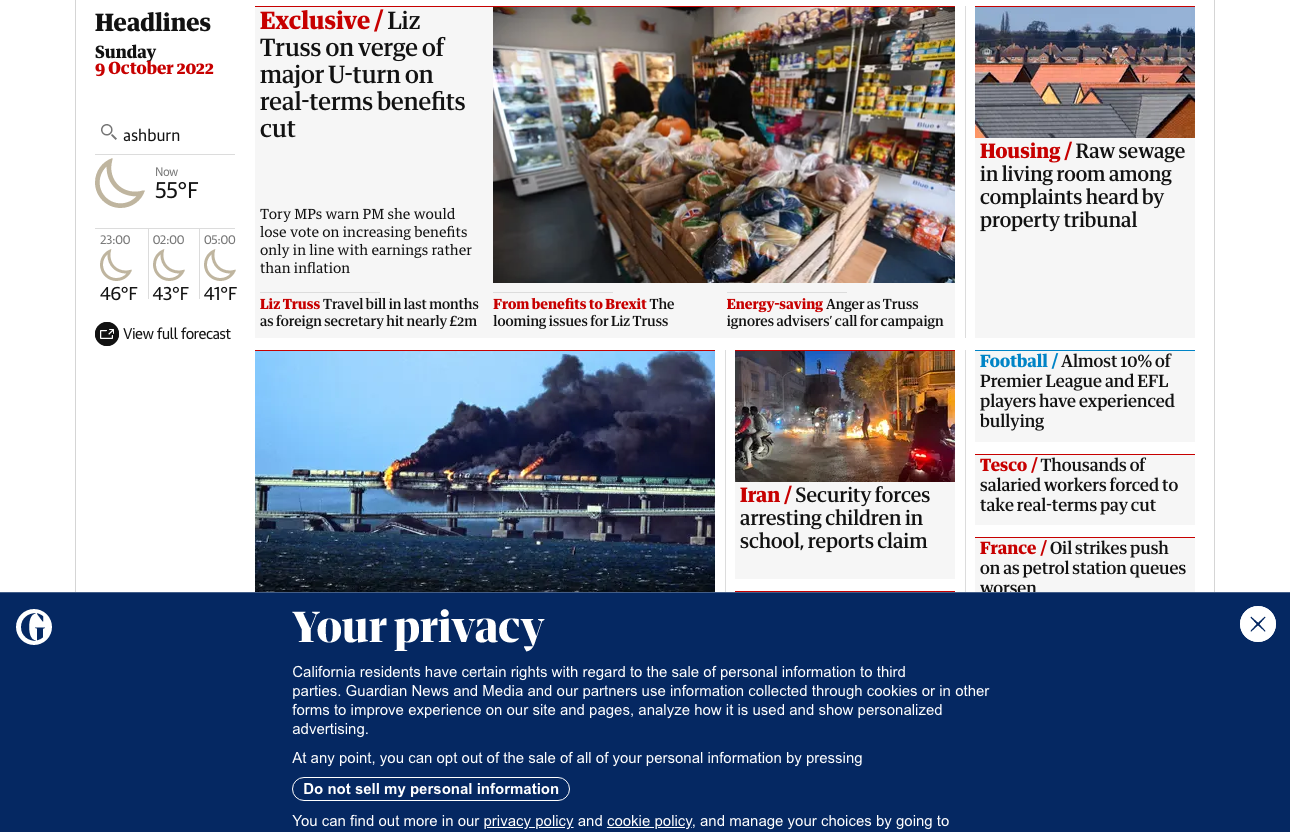 Headlines
Sunday
9 October 2022
ashburn
Now
55°F
23:00
02:00
05:00
46°F
43°F
41°F
View full forecast
Exclusive / Liz
Truss on verge of
major U-turn on
real-terms benefits
cut
Tory MPs warn PM she would
lose vote on increasing benefits
only in line with earnings rather
than inflation
Liz Truss Travel bill in last months
as foreign secretary hit nearly £2m
From benefits to Brexit The
looming issues for Liz Truss
Energy-saving Anger as Truss
ignores advisers’ call for campaign
Housing / Raw sewage
in living room among
complaints heard by
property tribunal
Iran / Security forces
arresting children in
school, reports claim
Football / Almost 10% of
Premier League and EFL
players have experienced
bullying
Tesco / Thousands of
salaried workers forced to
take real-terms pay cut
France / Oil strikes push
on as petrol station queues
worsen
Your privacy
California residents have certain rights with regard to the sale of personal information to third
parties. Guardian News and Media and our partners use information collected through cookies or in other
forms to improve experience on our site and pages, analyze how it is used and show personalized
advertising.
At any point, you can opt out of the sale of all of your personal information by pressing
Do not sell my personal information
You can find out more in our privacy policy and cookie policy, and manage your choices by going to